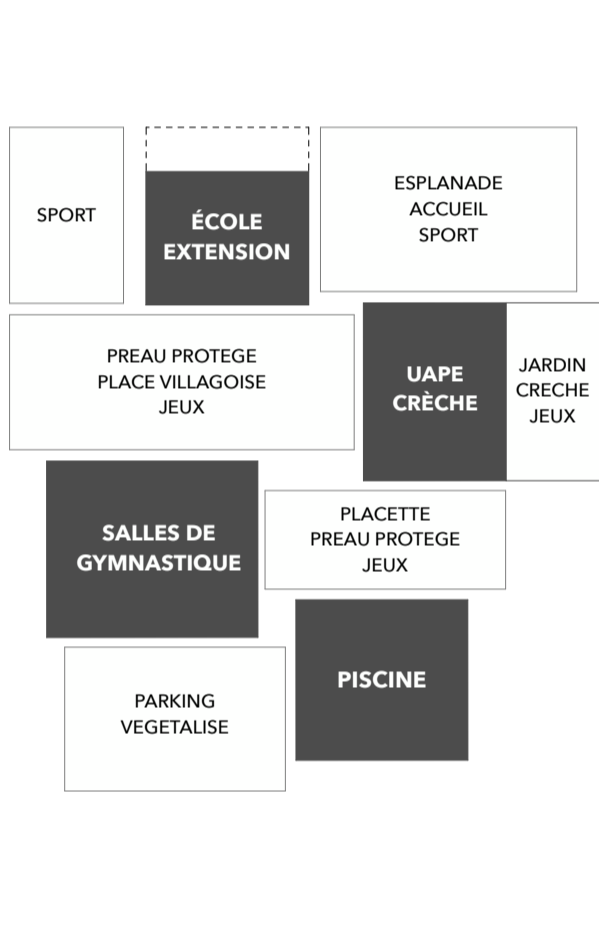 SPORT
ÉCOLE
EXTENSION
ESPLANADE
ACCUEIL
SPORT
PREAU PROTEGE
PLACE VILLAGOISE
JEUX
UAPE
CRÈCHE
JARDIN
CRECHE
JEUX
SALLES DE
GYMNASTIQUE
PLACETTE
PREAU PROTEGE
JEUX
PISCINE
PARKING
VEGETALISE